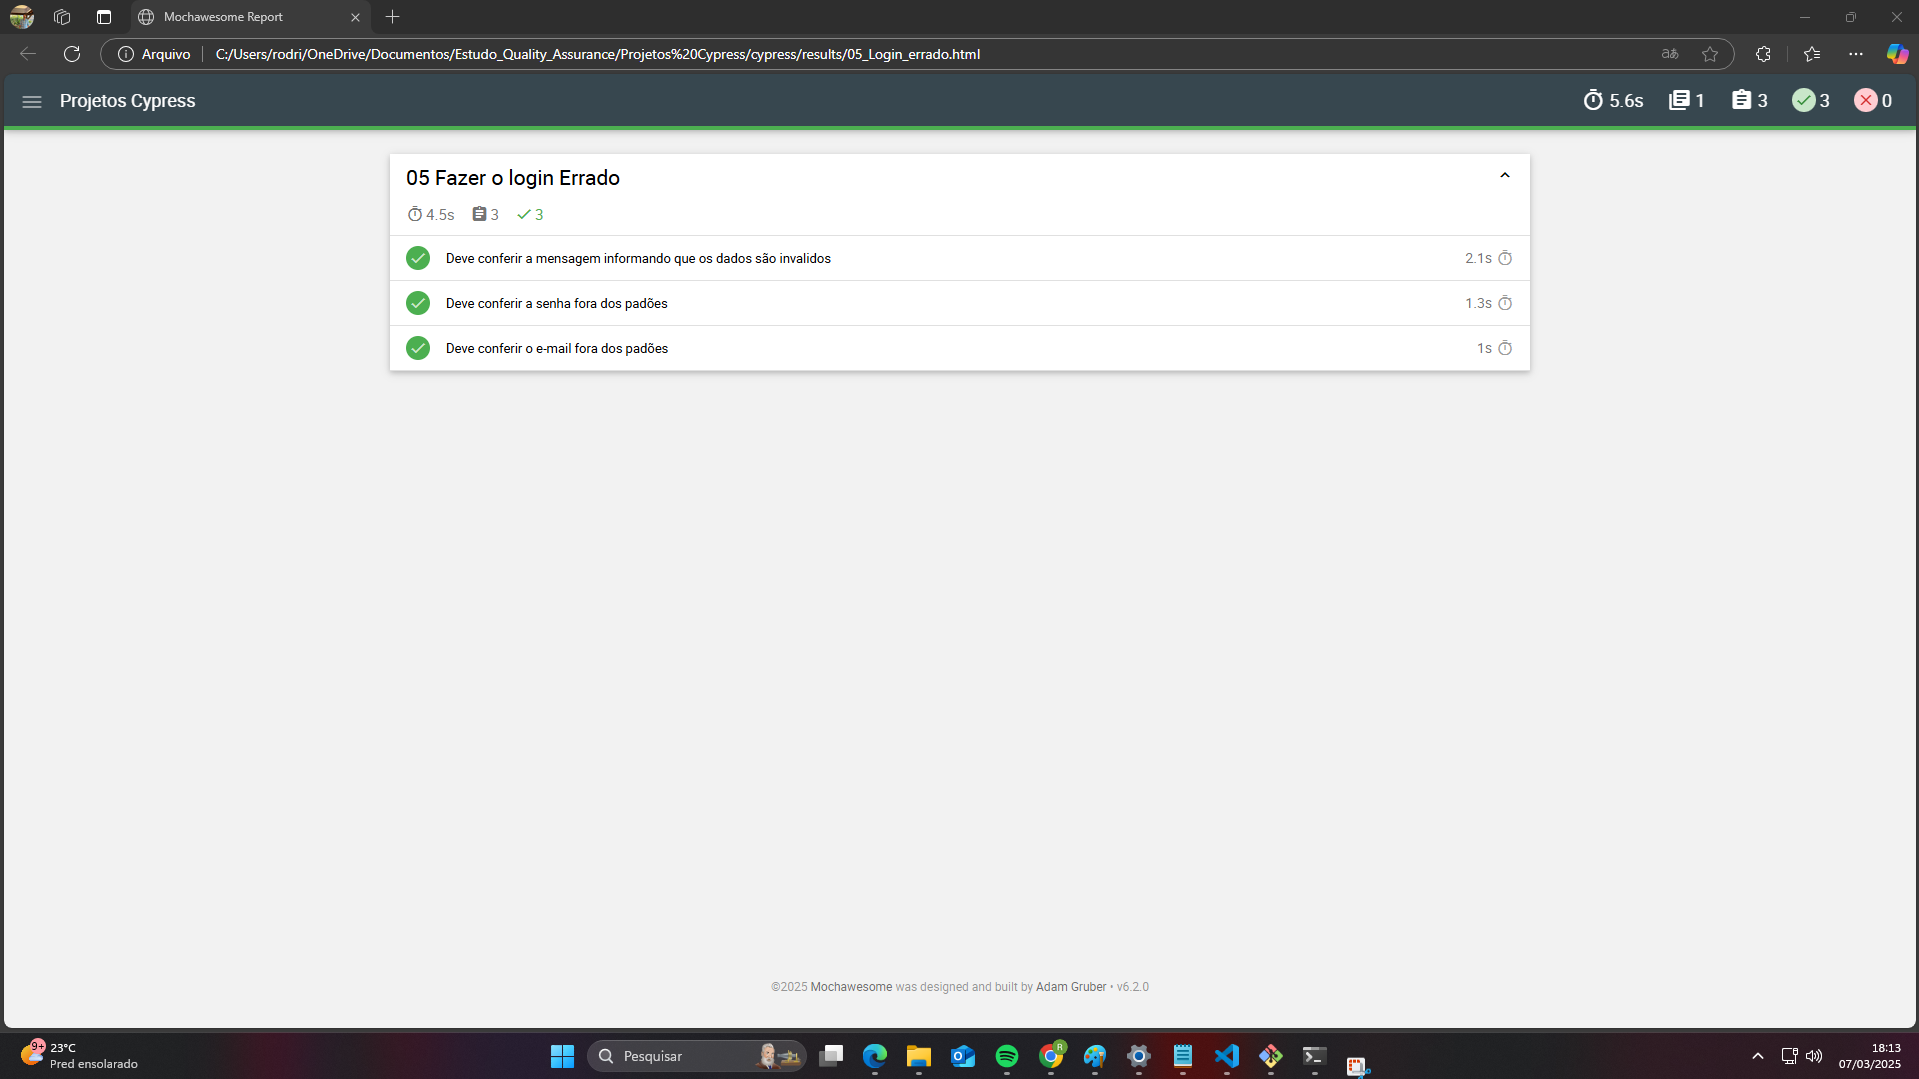 Mochawesome Report
Arquivo
C:/Users/rodri/OneDrive/Documentos/Estudo_Quality_Assurance/Projetos%20Cypress/cypress/results/05_Login_errado.html
Projetos Cypress
5.6s 1 3 3 0
05 Fazer o login Errado
4.5s 3 3
Deve conferir a mensagem informando que os dados são invalidos 2.1s
Deve conferir a senha fora dos padões 1.3s
Deve conferir o e-mail fora dos padões 1s
©2025 Mochawesome was designed and built by Adam Gruber • v6.2.0
9+
23°C
Pred ensolarado
Pesquisar
R
18:13
07/03/2025